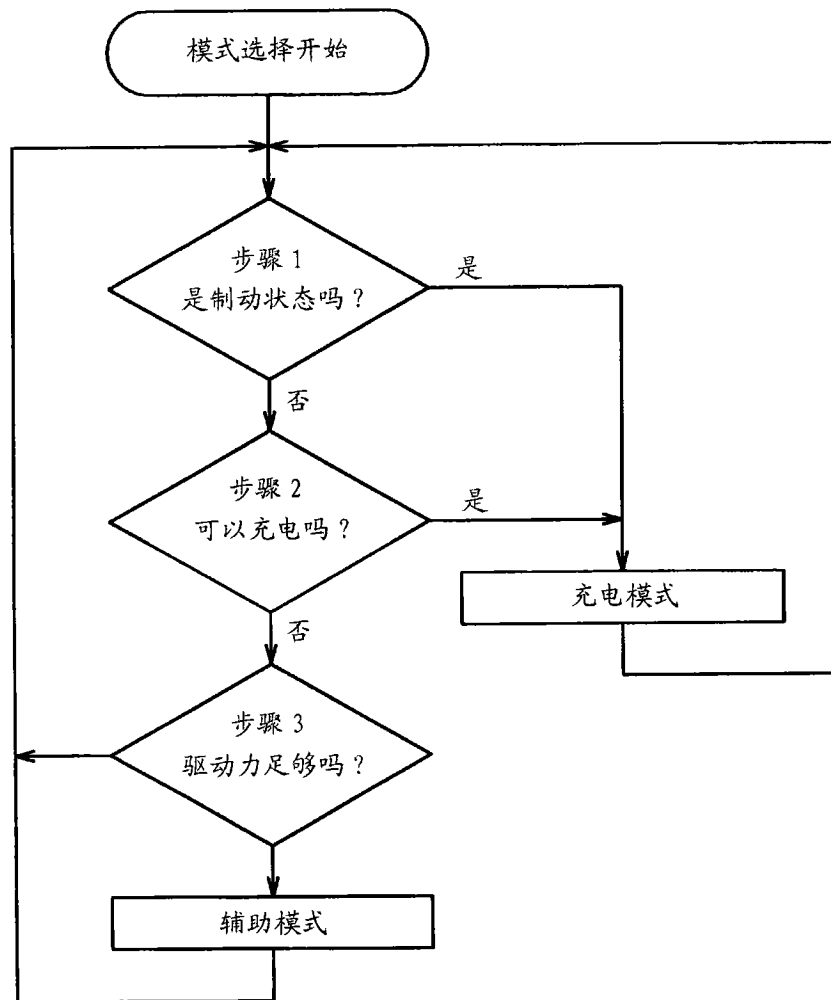 模式选择开始
步骤 1
是制动状态吗?
是
否
步骤 2
可以充电吗?
是
充电模式
否
步骤 3
驱动力足够吗?
辅助模式